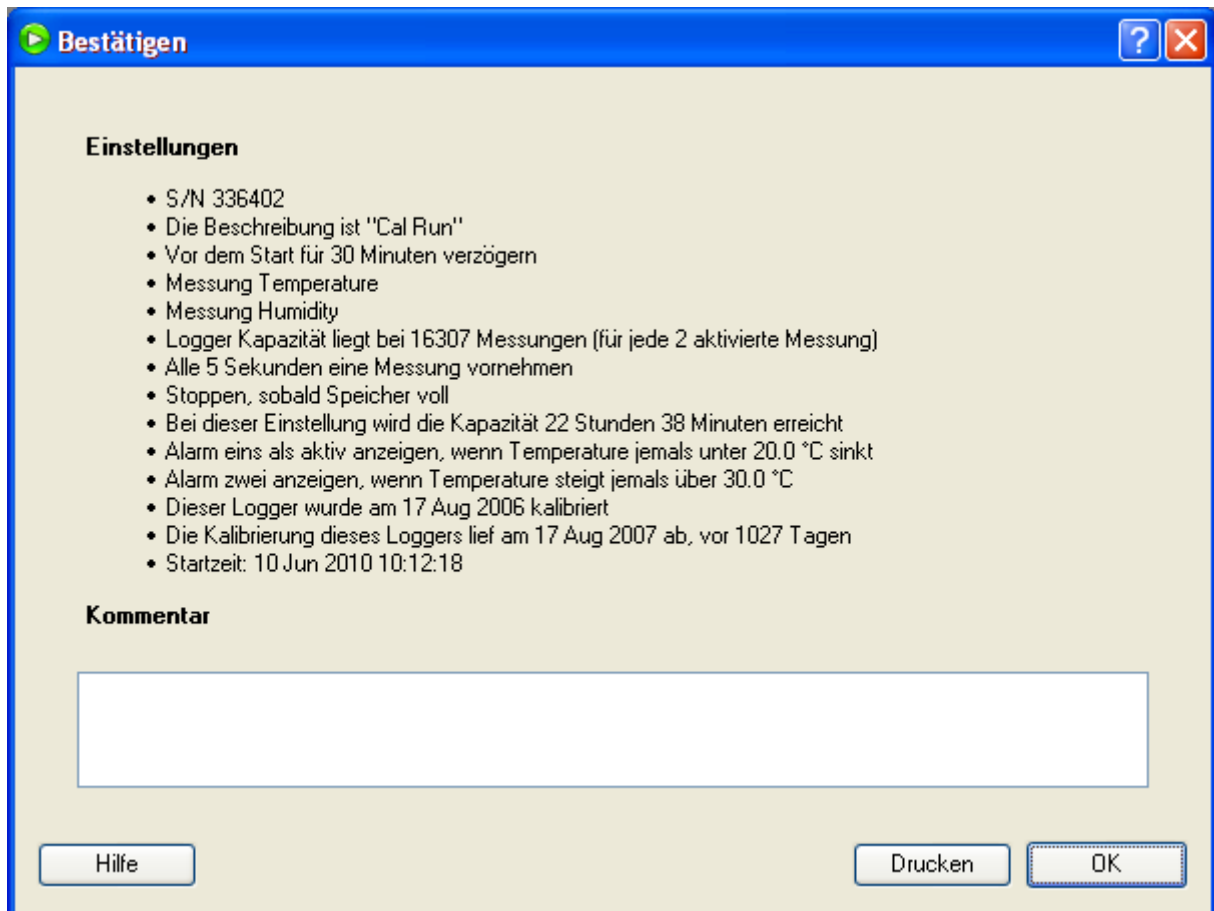 Bestätigen
Einstellungen
• S/N 336402
• Die Beschreibung ist "Cal Run"
• Vor dem Start für 30 Minuten verzögern
• Messung Temperature
• Messung Humidity
• Logger Kapazität liegt bei 16307 Messungen (für jede 2 aktivierte Messung)
• Alle 5 Sekunden eine Messung vornehmen
• Stoppen, sobald Speicher voll
• Bei dieser Einstellung wird die Kapazität 22 Stunden 38 Minuten erreicht
• Alarm eins als aktiv anzeigen, wenn Temperature jemals unter 20.0 °C sinkt
• Alarm zwei anzeigen, wenn Temperature steigt jemals über 30.0 °C
• Dieser Logger wurde am 17 Aug 2006 kalibriert
• Die Kalibrierung dieses Loggers lief am 17 Aug 2007 ab, vor 1027 Tagen
• Startzeit: 10 Jun 2010 10:12:18
Kommentar
Hilfe Drucken OK